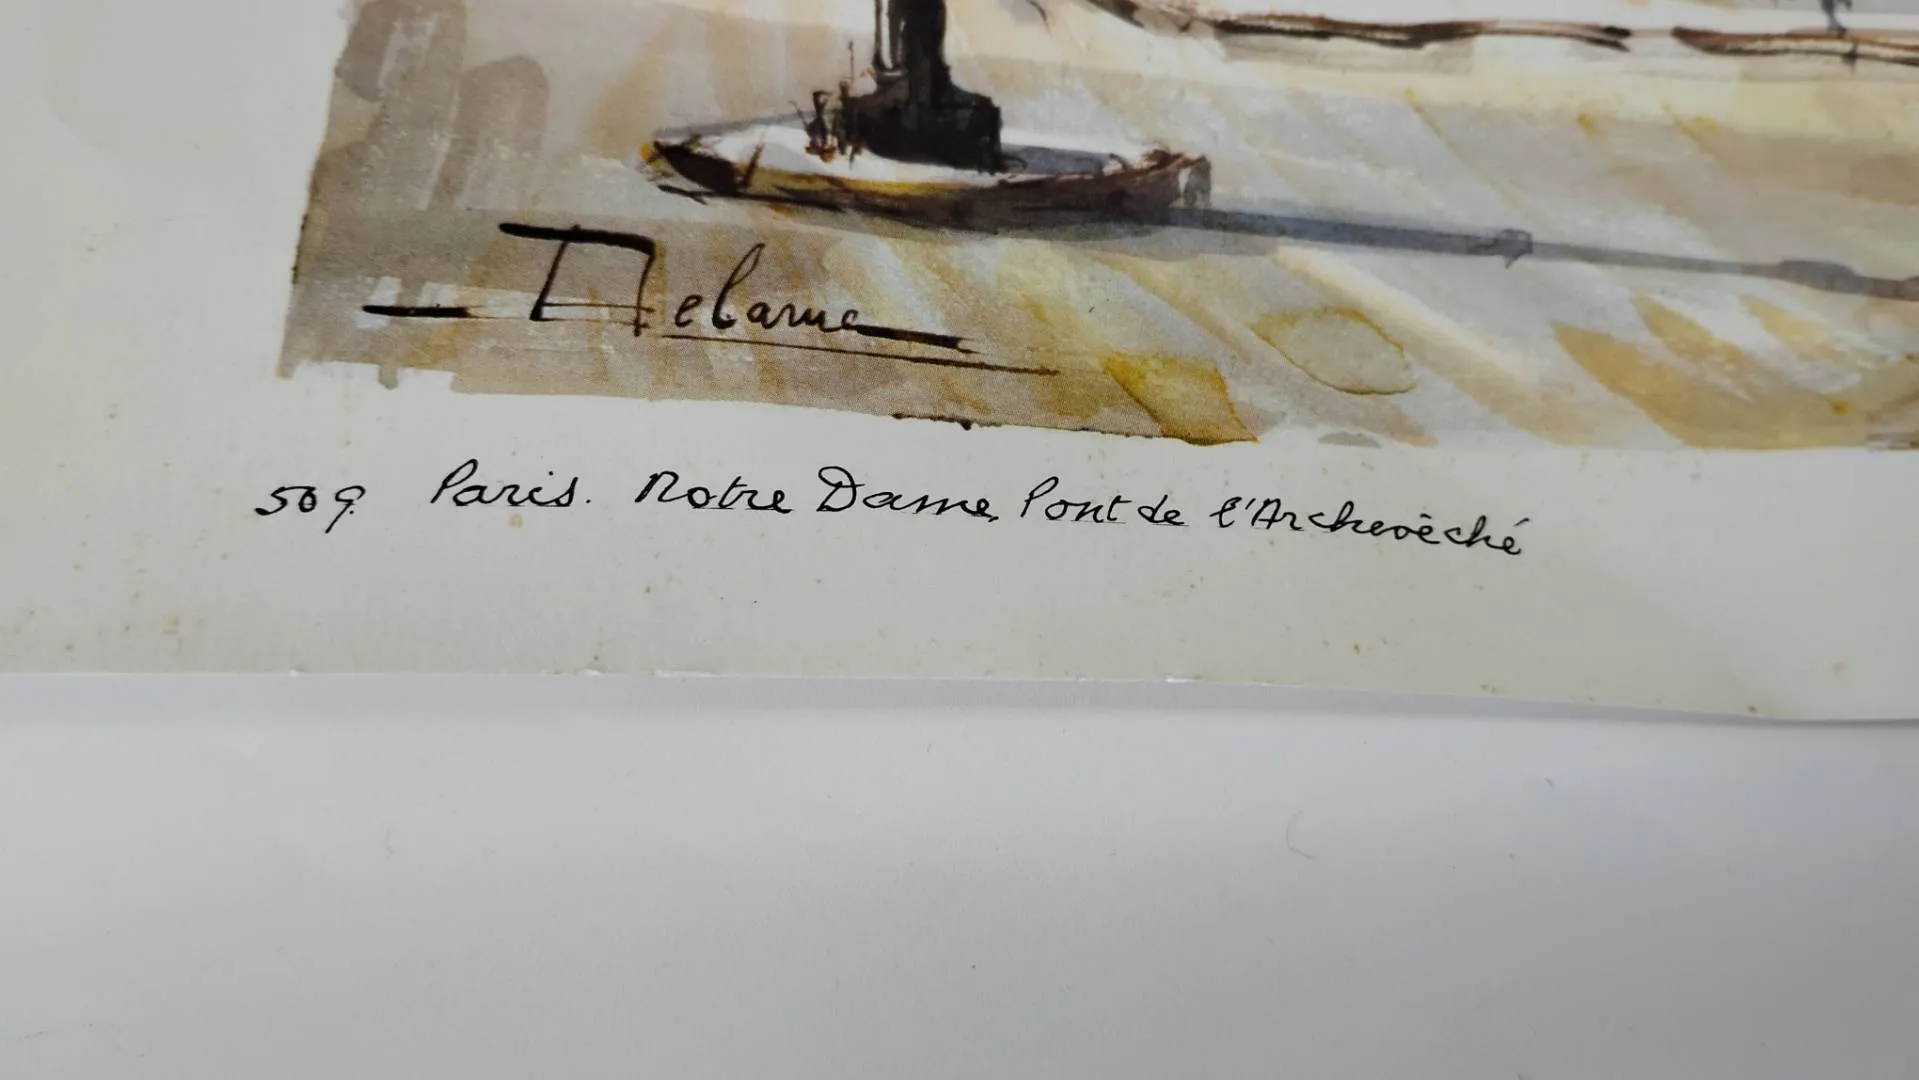 Delarue
509 Paris. Notre Dame, Pont de l'Archevêché